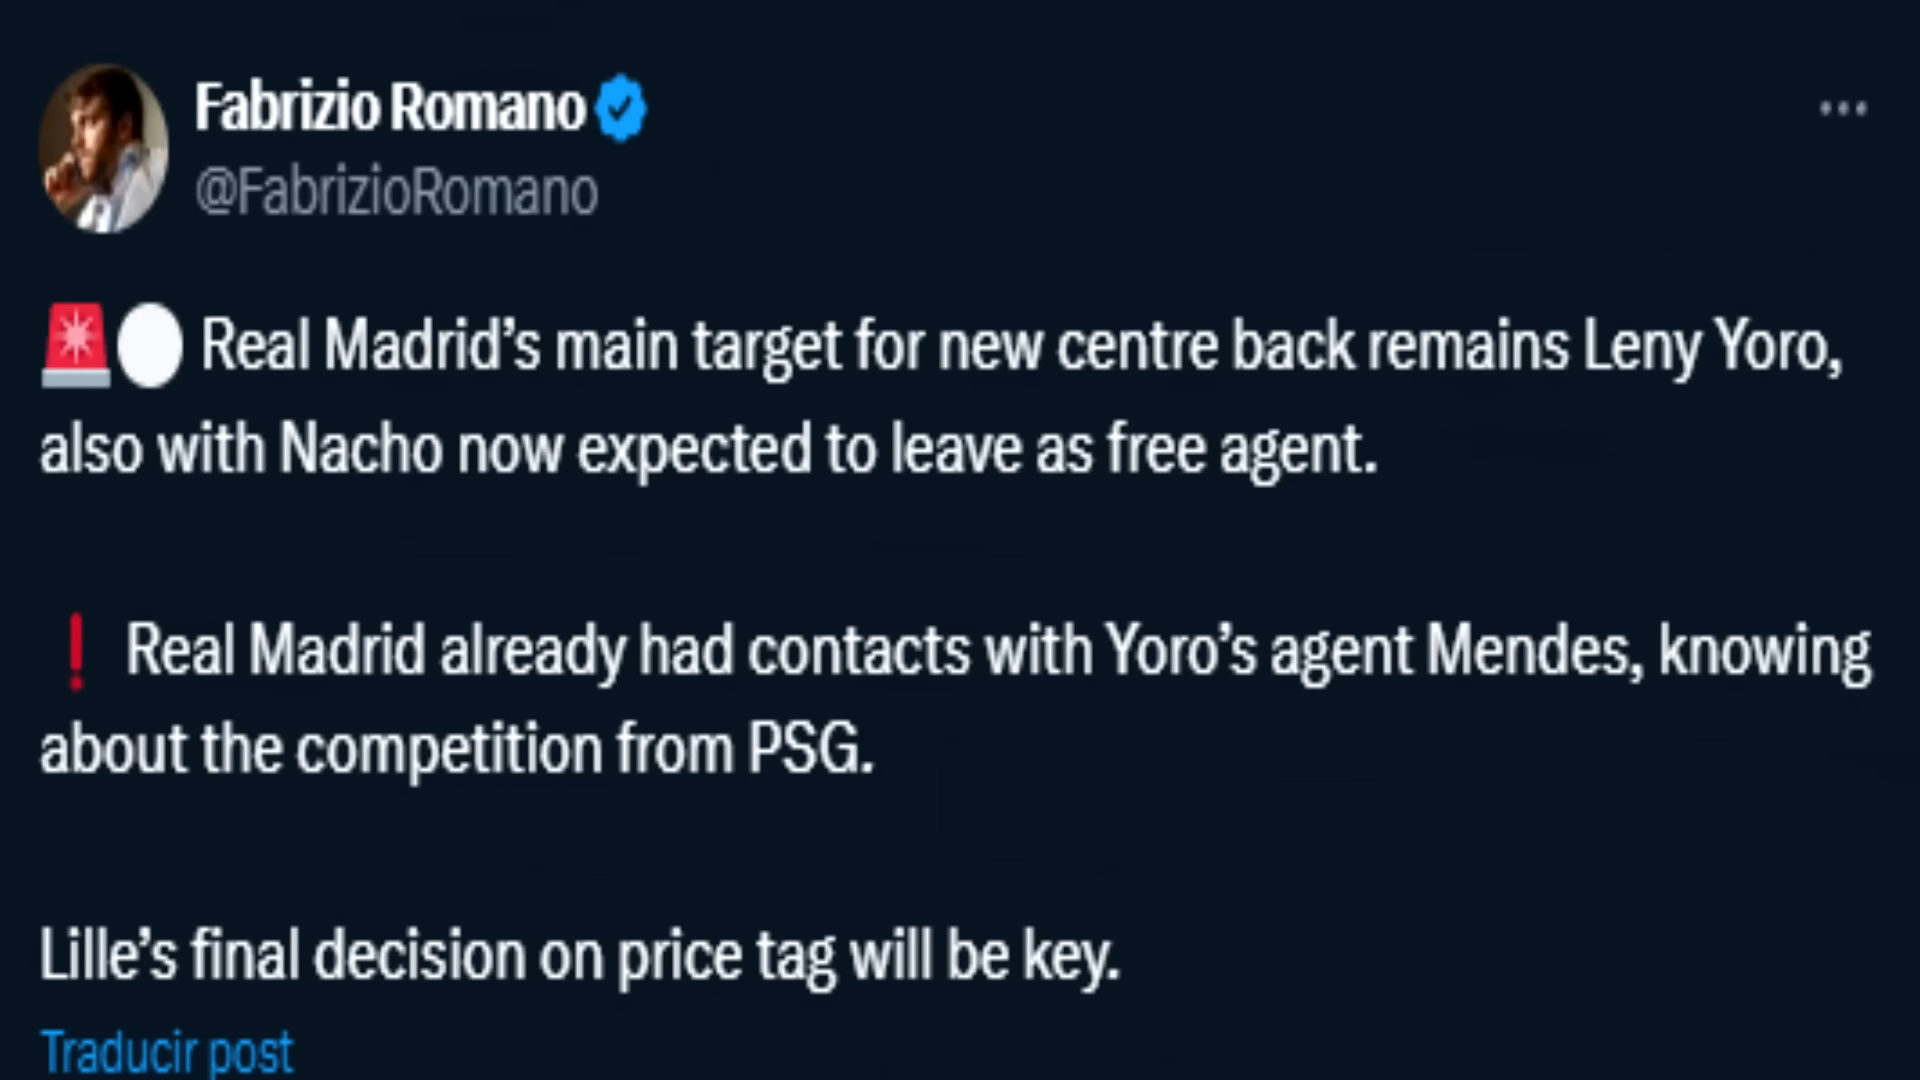 Fabrizio Romano
@FabrizioRomano
🚨⚪ Real Madrid’s main target for new centre back remains Leny Yoro,
also with Nacho now expected to leave as free agent.
❗ Real Madrid already had contacts with Yoro’s agent Mendes, knowing
about the competition from PSG.
Lille’s final decision on price tag will be key.
Traducir post